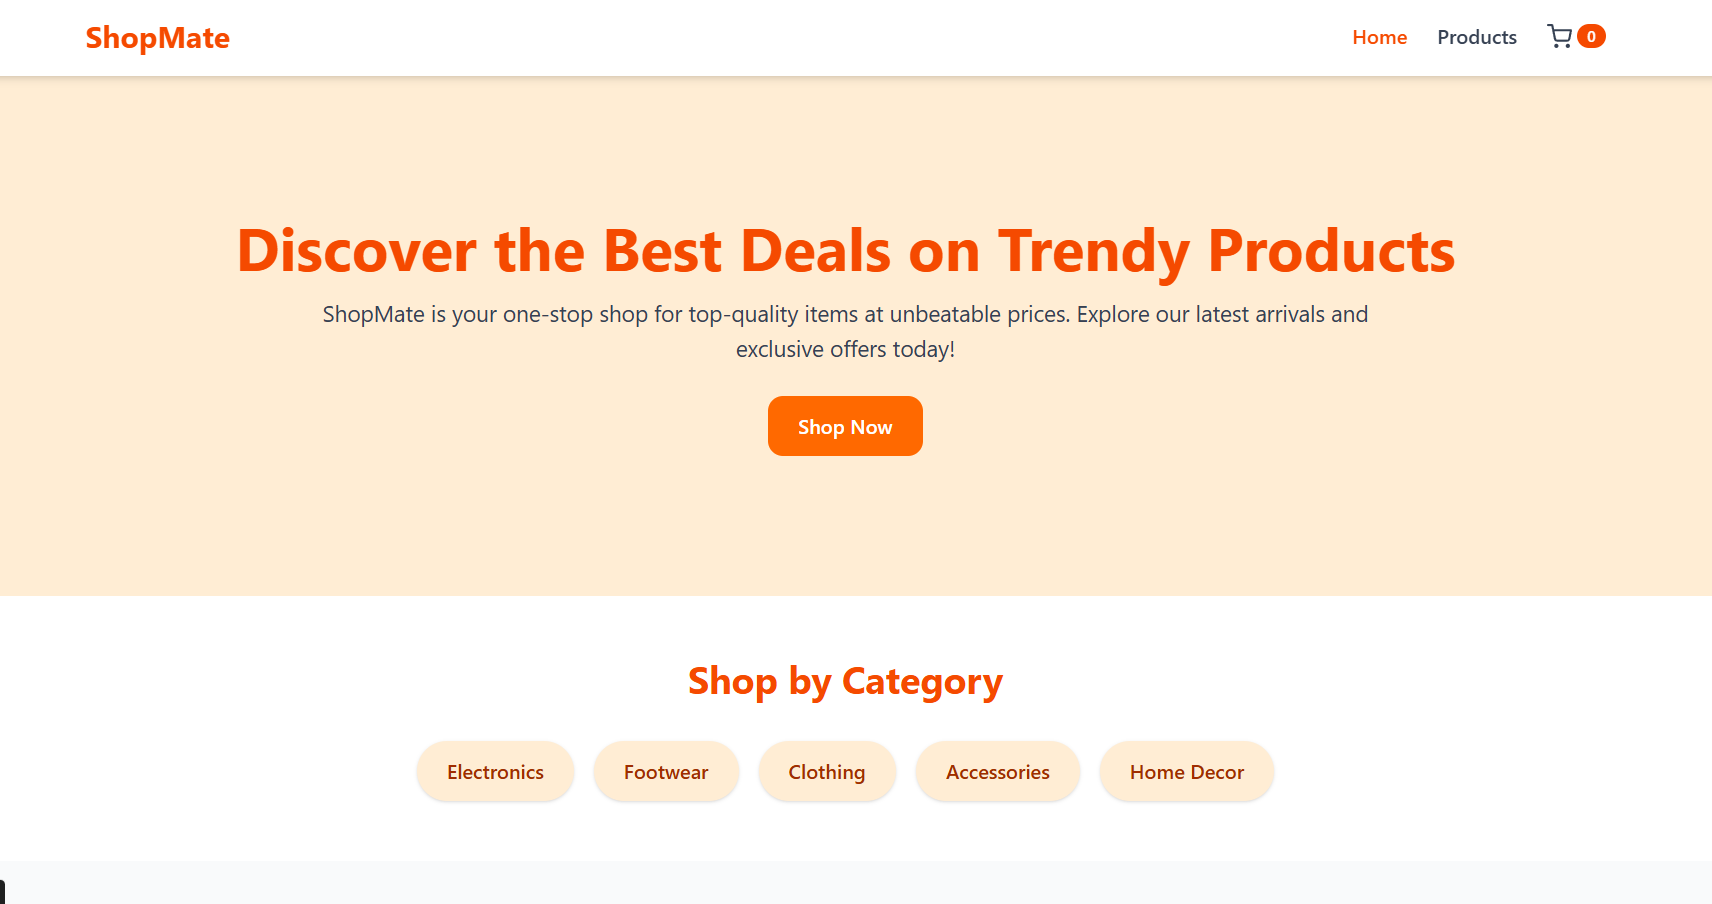 ShopMate
Home
Products
0
Discover the Best Deals on Trendy Products
ShopMate is your one-stop shop for top-quality items at unbeatable prices. Explore our latest arrivals and
exclusive offers today!
Shop Now
Shop by Category
Electronics
Footwear
Clothing
Accessories
Home Decor